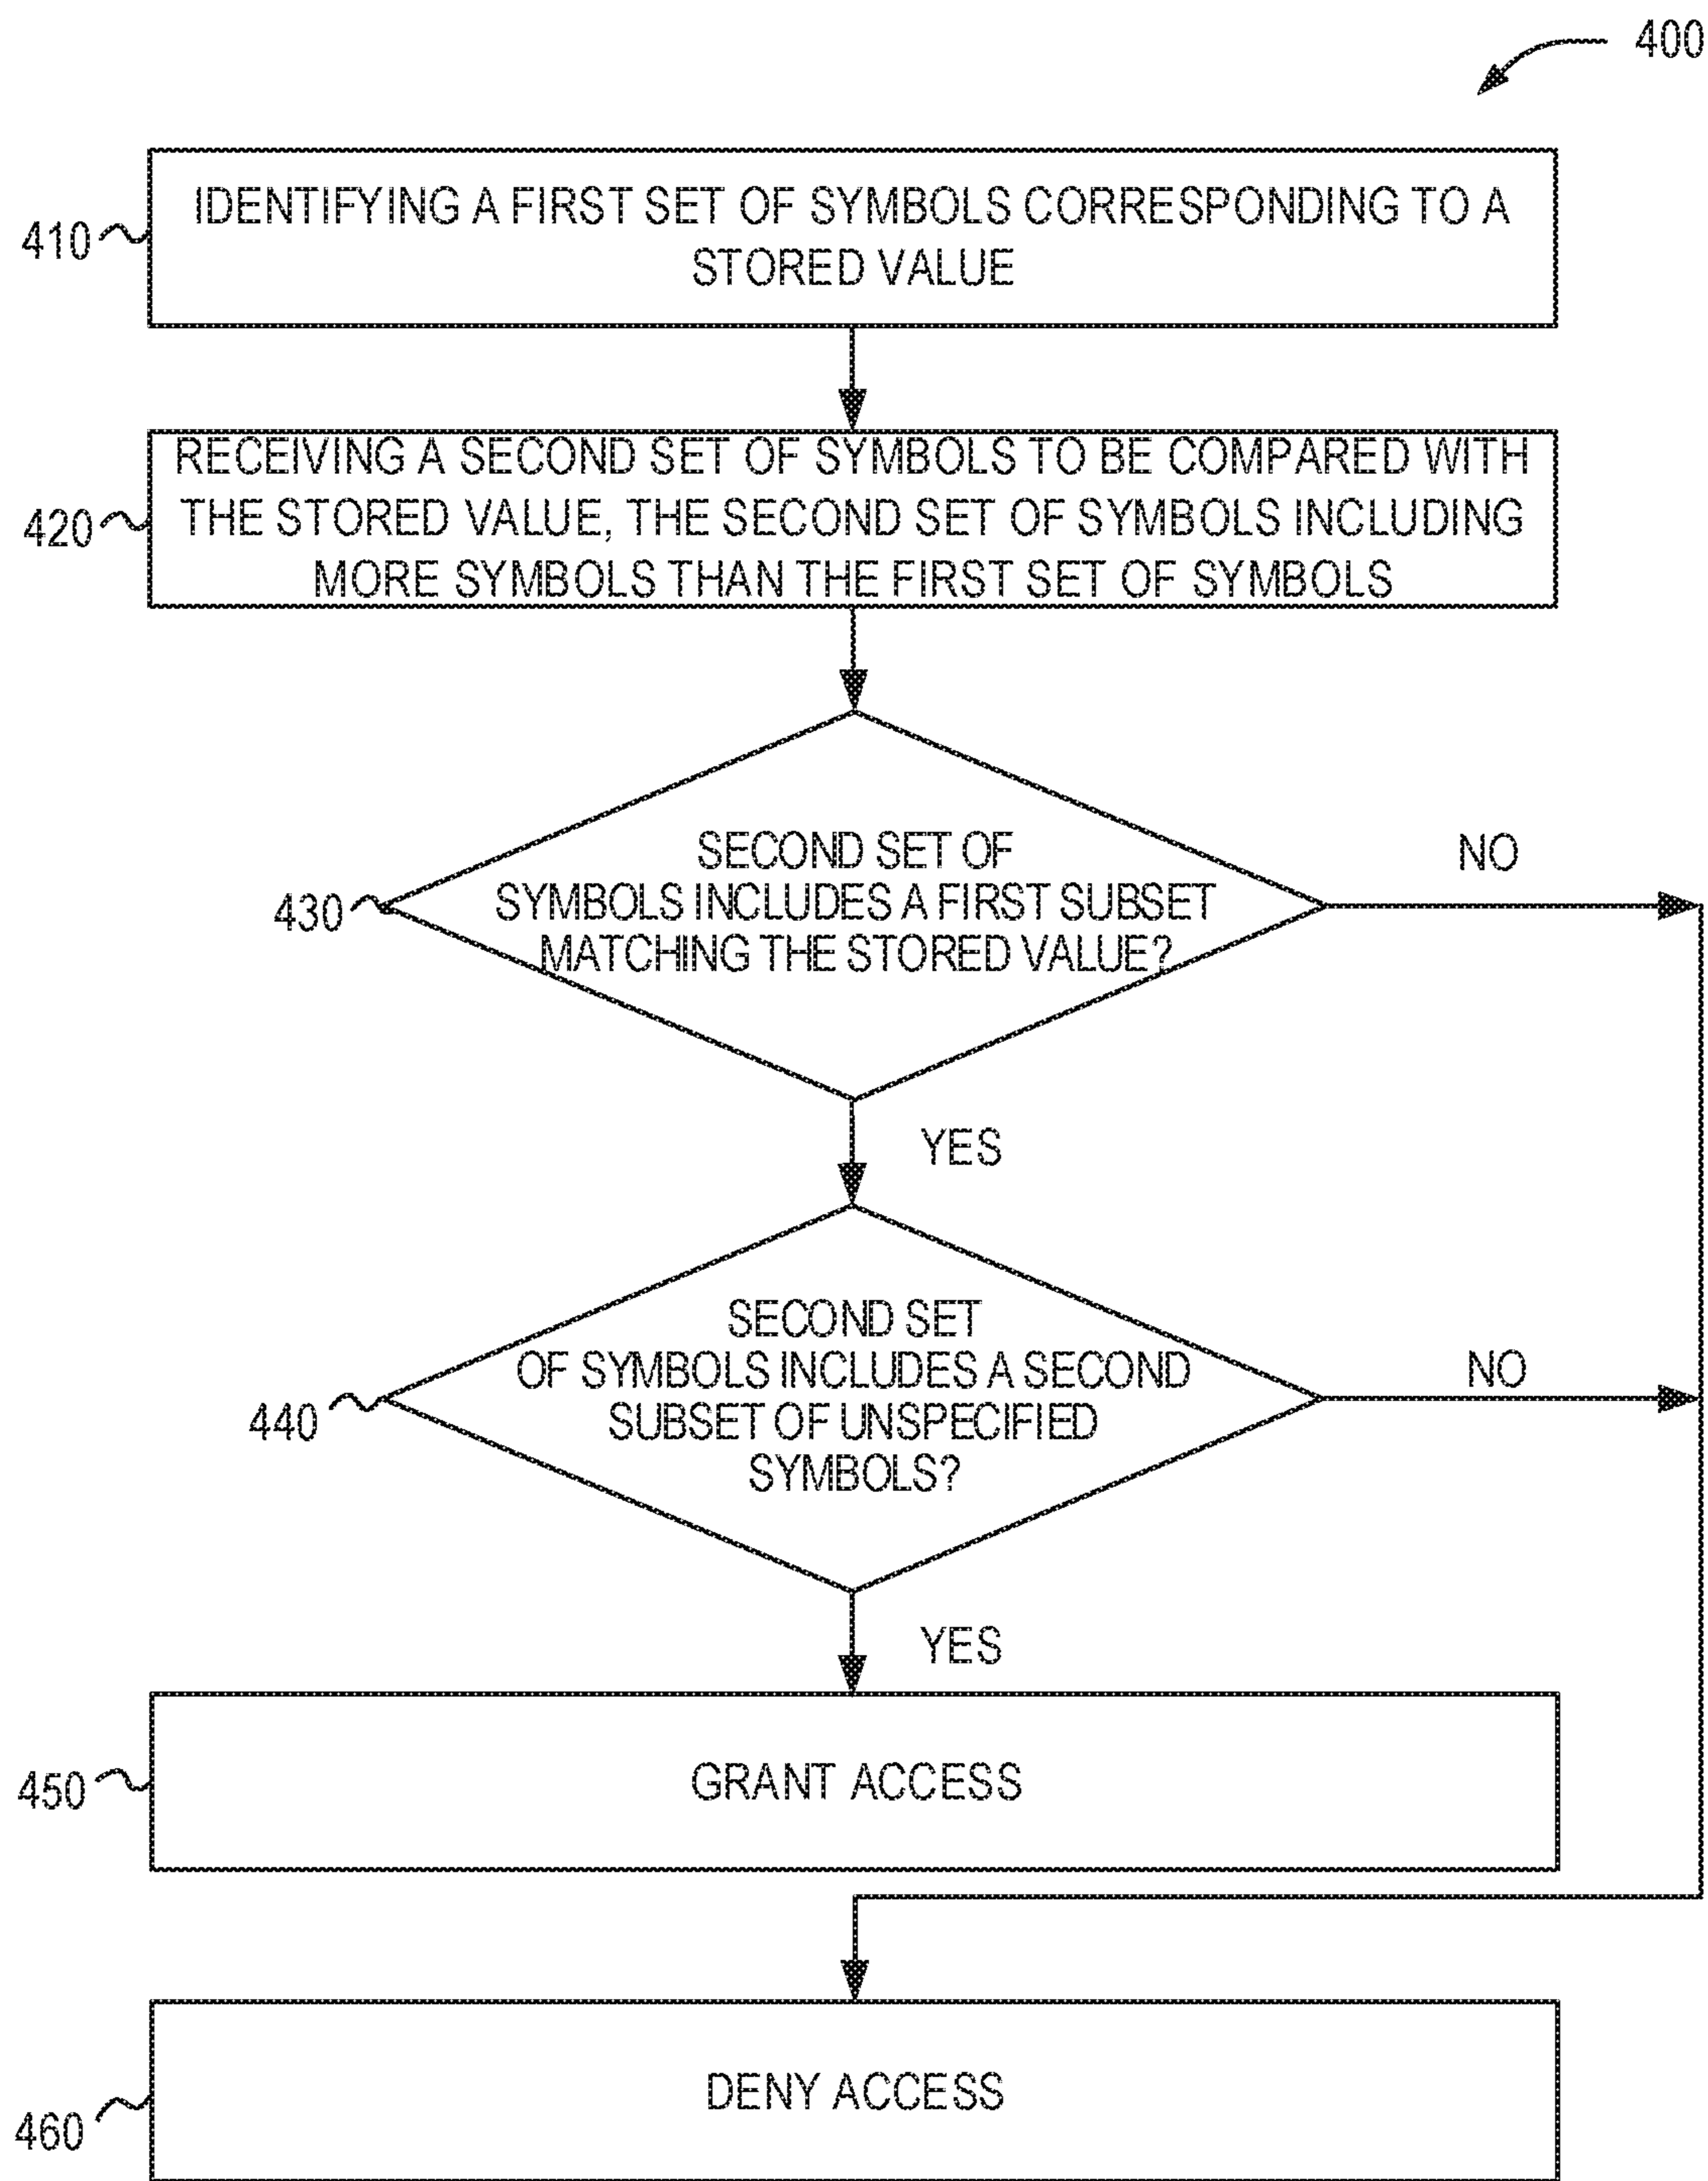 400
410
IDENTIFYING A FIRST SET OF SYMBOLS CORRESPONDING TO A
STORED VALUE
420
RECEIVING A SECOND SET OF SYMBOLS TO BE COMPARED WITH
THE STORED VALUE, THE SECOND SET OF SYMBOLS INCLUDING
MORE SYMBOLS THAN THE FIRST SET OF SYMBOLS
430
SECOND SET OF
SYMBOLS INCLUDES A FIRST SUBSET
MATCHING THE STORED VALUE?
NO
YES
440
SECOND SET
OF SYMBOLS INCLUDES A SECOND
SUBSET OF UNSPECIFIED
SYMBOLS?
NO
YES
450
GRANT ACCESS
460
DENY ACCESS